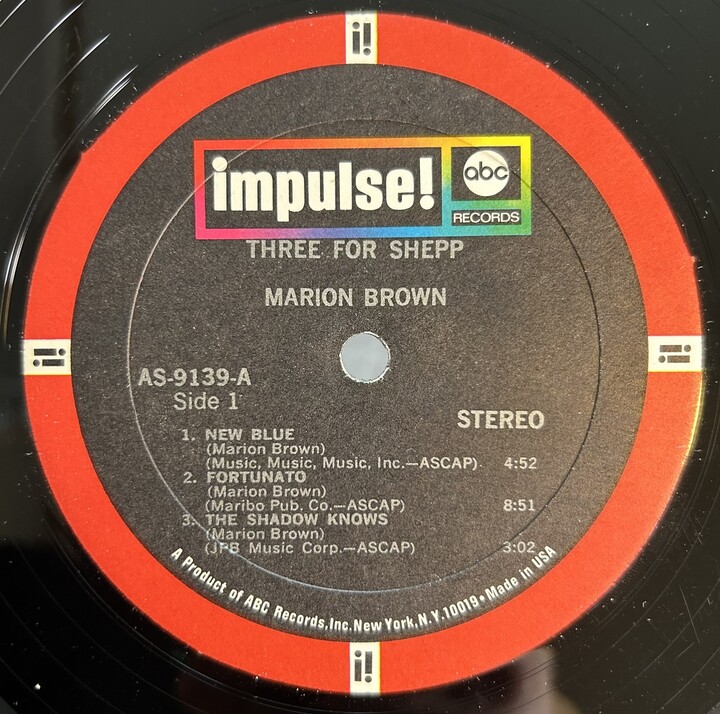 i!
impulse!
abc
RECORDS
THREE FOR SHEPP
MARION BROWN
i! i!
AS-9139-A
Side 1
STEREO
1. NEW BLUE
(Marion Brown)
(Music, Music, Music, Inc.—ASCAP) 4:52
2. FORTUNATO
(Marion Brown)
(Maribo Pub. Co.—ASCAP) 8:51
3. THE SHADOW KNOWS
(Marion Brown)
(JPB Music Corp.—ASCAP) 3:02
A Product of ABC Records, Inc. New York, N.Y. 10019 • Made in USA
i!